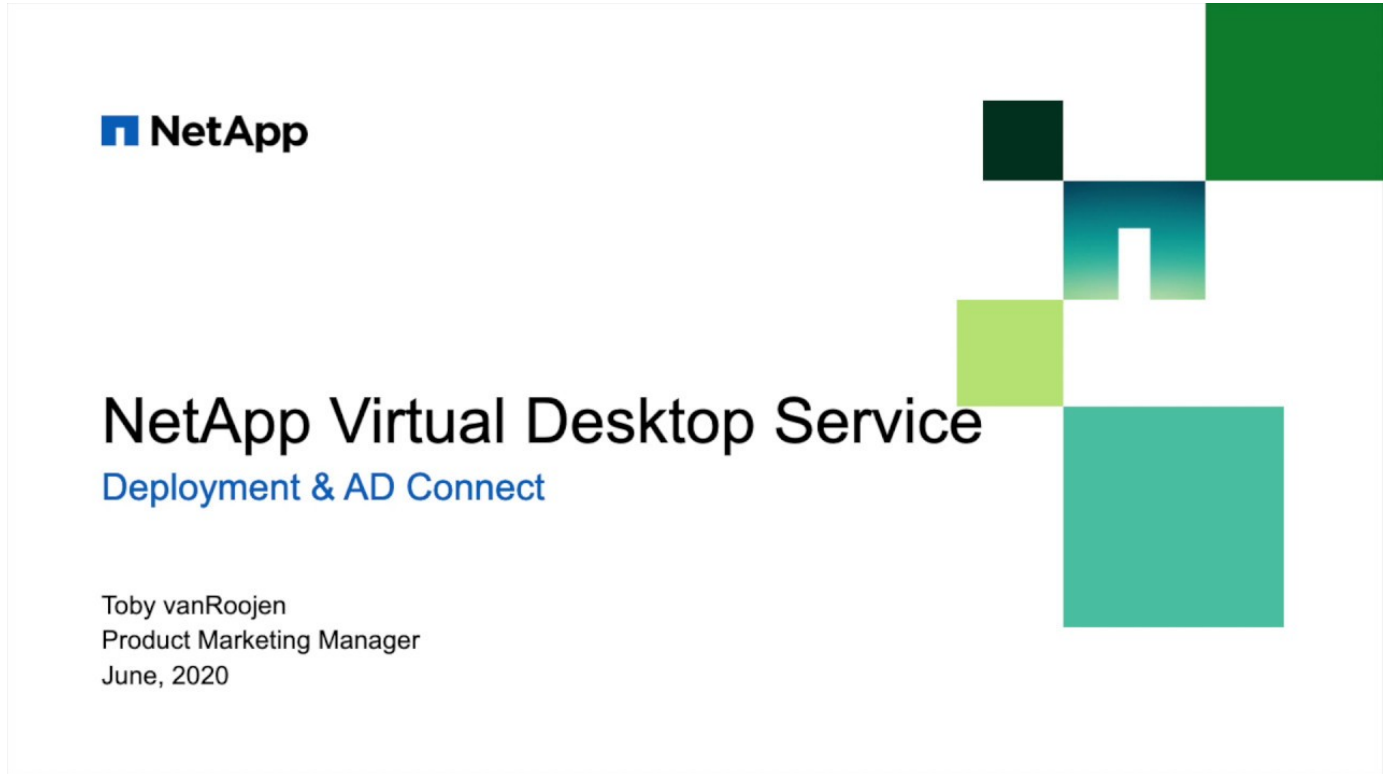 NetApp
NetApp Virtual Desktop Service
Deployment & AD Connect
Toby vanRoojen
Product Marketing Manager
June, 2020